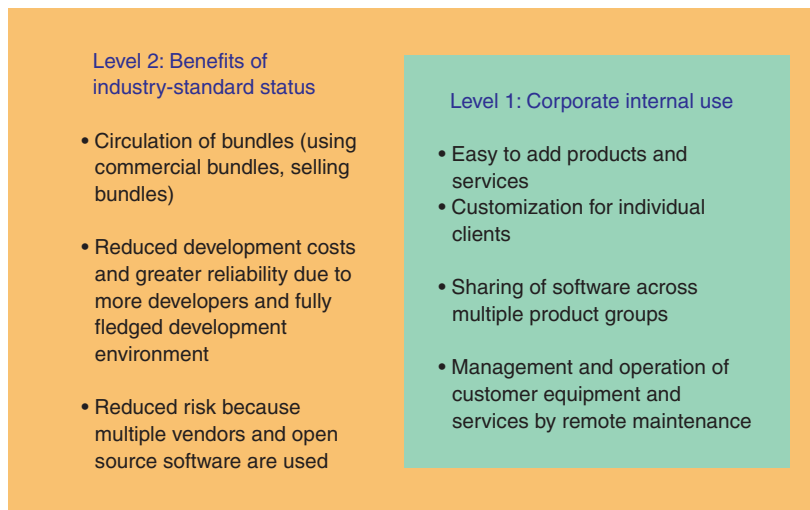 Level 2: Benefits of
industry-standard status
• Circulation of bundles (using
commercial bundles, selling
bundles)
• Reduced development costs
and greater reliability due to
more developers and fully
fledged development
environment
• Reduced risk because
multiple vendors and open
source software are used
Level 1: Corporate internal use
• Easy to add products and
services
• Customization for individual
clients
• Sharing of software across
multiple product groups
• Management and operation of
customer equipment and
services by remote maintenance